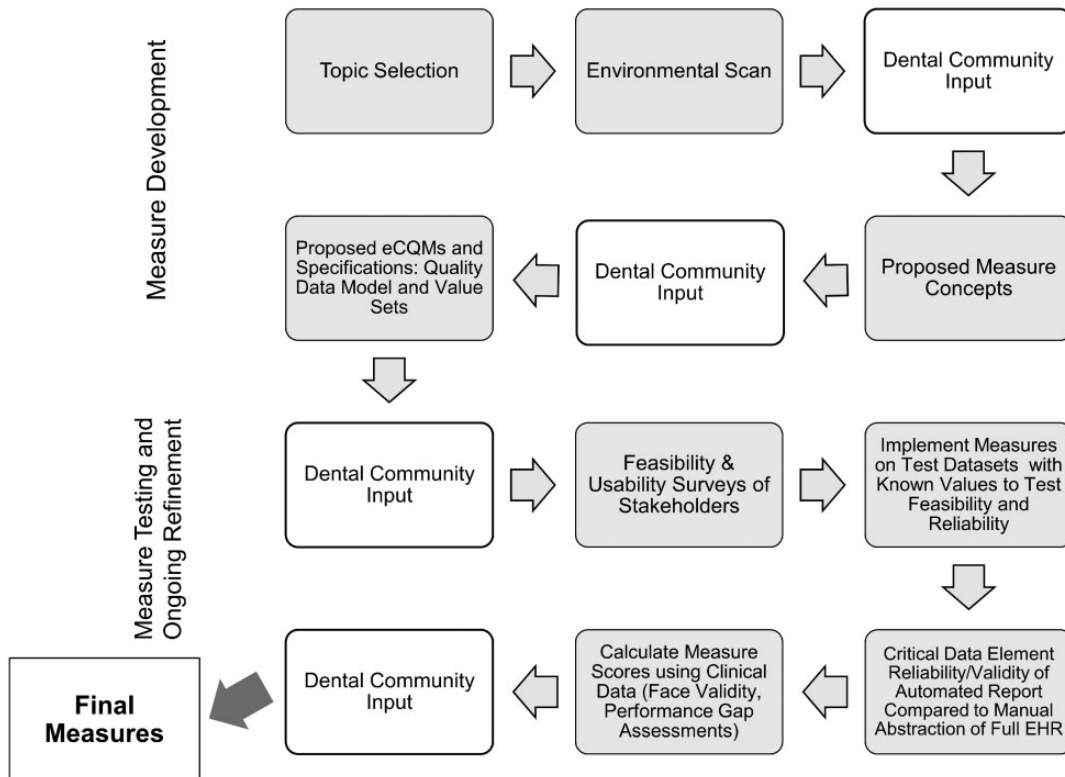 Measure Development
Topic Selection
Environmental Scan
Dental Community
Input
Proposed Measure
Concepts
Dental Community
Input
Proposed eCQMs and
Specifications: Quality
Data Model and Value
Sets
Measure Testing and
Ongoing Refinement
Dental Community
Input
Feasibility &
Usability Surveys of
Stakeholders
Implement Measures
on Test Datasets with
Known Values to Test
Feasibility and
Reliability
Critical Data Element
Reliability/Validity of
Automated Report
Compared to Manual
Abstraction of Full EHR
Calculate Measure
Scores using Clinical
Data (Face Validity,
Performance Gap
Assessments)
Dental Community
Input
Final
Measures